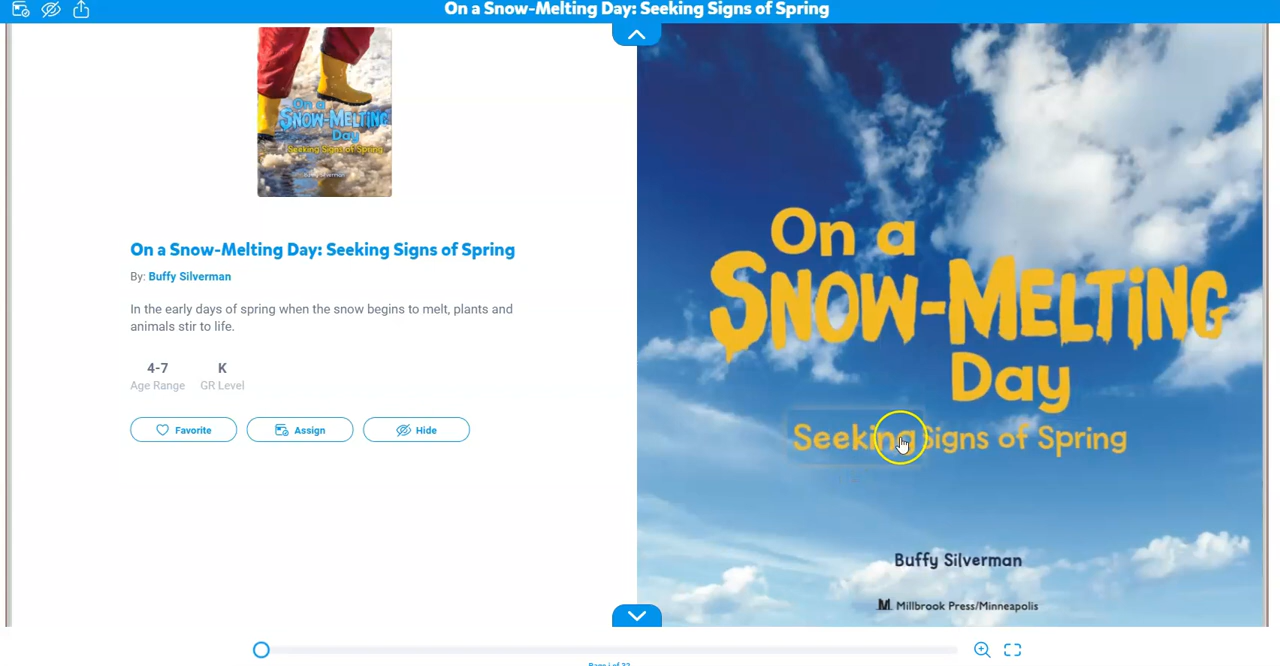 On a Snow-Melting Day: Seeking Signs of Spring
On a
SNOW-MELTING
Day
Seeking Signs of Spring
Buffy Silverman
On a Snow-Melting Day: Seeking Signs of Spring
By: Buffy Silverman
In the early days of spring when the snow begins to melt, plants and
animals stir to life.
4-7 K
Age Range GR Level
Favorite Assign Hide
On a
SNOW-MELTiNG
Day
Seeking Signs of Spring
Buffy Silverman
M Millbrook Press/Minneapolis